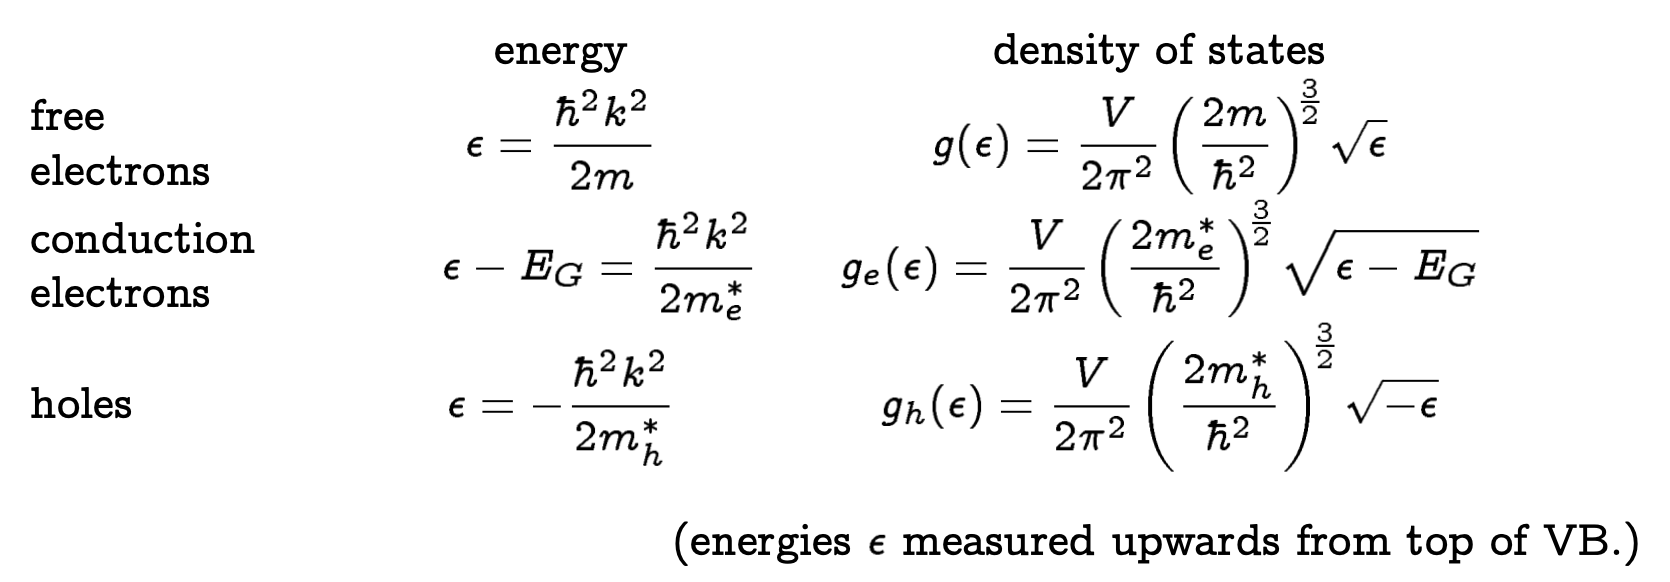 energy density of states
free electrons ϵ = ħ²k² / 2m g(ϵ) = V / 2π² (2m / ħ²)^{3/2} √ϵ
conduction electrons ϵ − E_G = ħ²k² / 2m*_e g_e(ϵ) = V / 2π² (2m*_e / ħ²)^{3/2} √(ϵ − E_G)
holes ϵ = − ħ²k² / 2m*_h g_h(ϵ) = V / 2π² (2m*_h / ħ²)^{3/2} √−ϵ
(energies ϵ measured upwards from top of VB.)